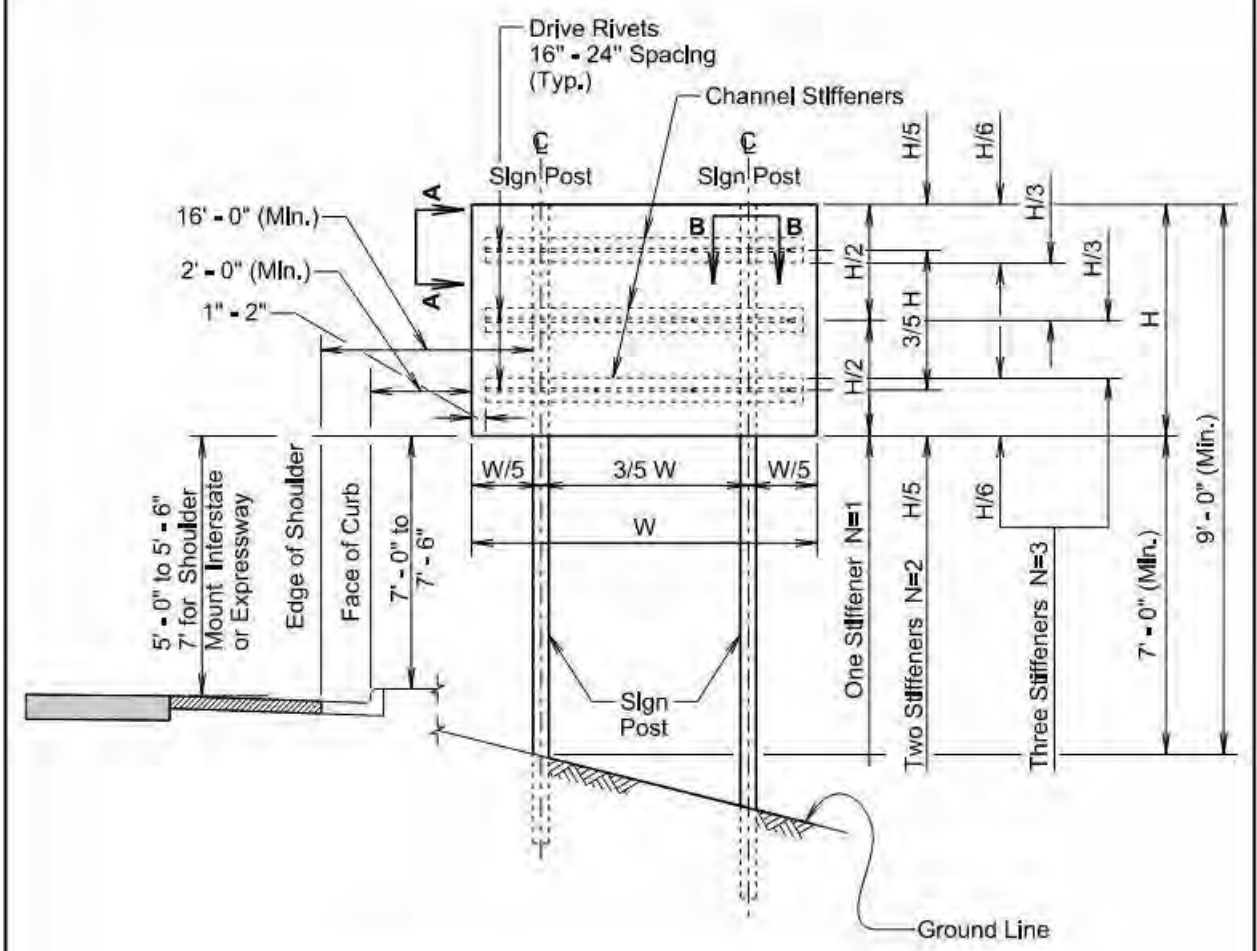 Drive Rivets
16" - 24" Spacing
(Typ.)
Channel Stiffeners
℄
Sign Post
℄
Sign Post
H/5
H/6
H/3
H/3
A
A
B
B
16' - 0" (Min.)
2' - 0" (Min.)
1" - 2"
H/2
H/2
3/5 H
H
9' - 0" (Min.)
W/5
3/5 W
W/5
W
5' - 0" to 5' - 6"
7' for Shoulder
Mount Interstate
or Expressway
Edge of Shoulder
Face of Curb
7' - 0" to
7' - 6"
One Stiffener N=1
Two Stiffeners N=2
H/5
H/6
Three Stiffeners N=3
7' - 0" (Min.)
Sign
Post
Ground Line